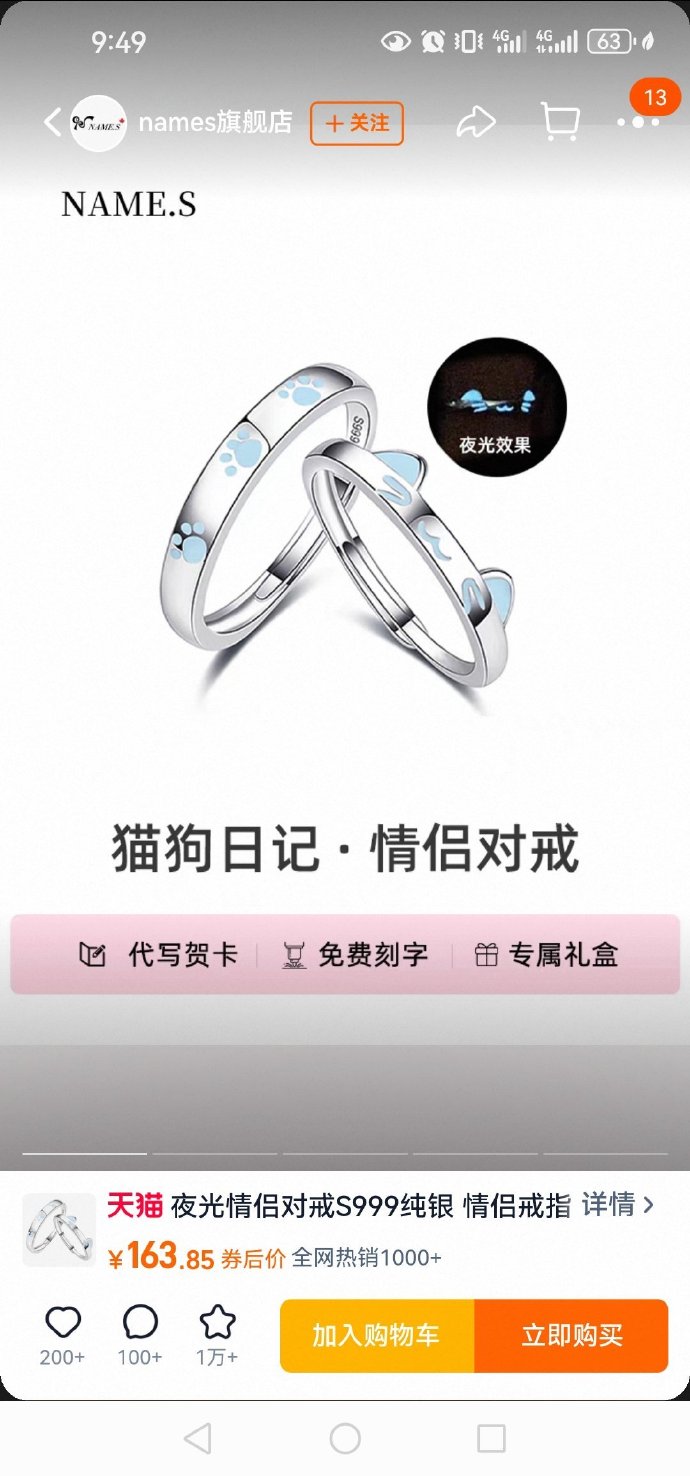 9:49
4G
4G
63
NAME.S
names旗舰店
＋关注
13
NAME.S
S999
夜光效果
猫狗日记·情侣对戒
代写贺卡
免费刻字
专属礼盒
天猫 夜光情侣对戒S999纯银 情侣戒指 详情
¥163.85 券后价 全网热销1000+
200+
100+
1万+
加入购物车
立即购买